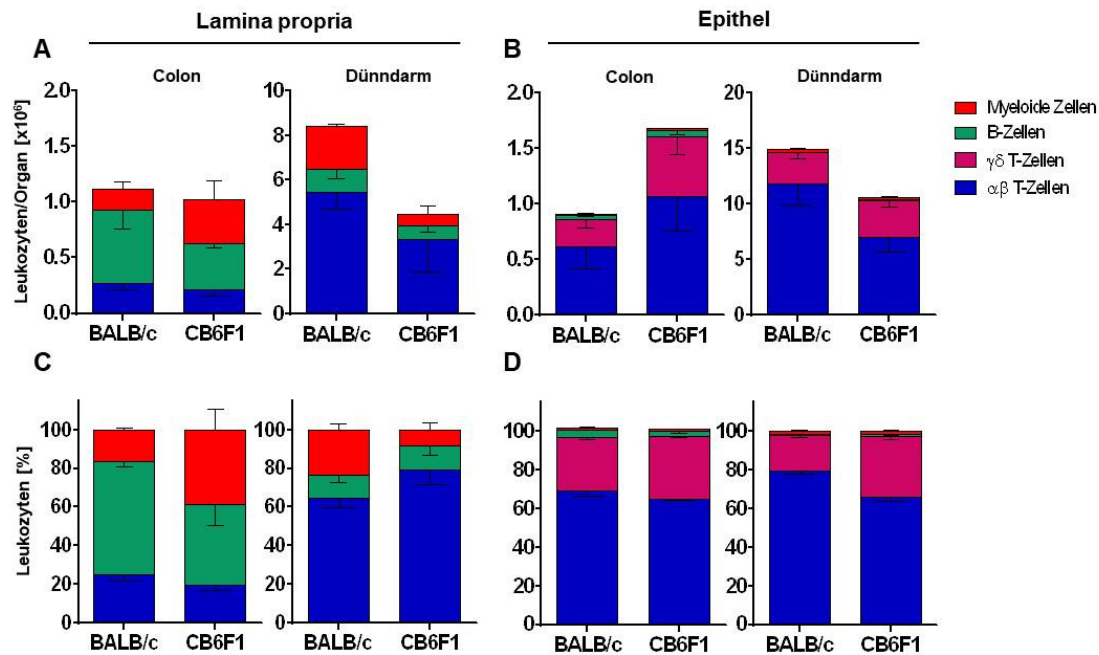 Lamina propria
Epithel
A
B
Colon
Dünndarm
Colon
Dünndarm
Leukozyten/Organ [x10⁶]
2.0
1.5
1.0
0.5
0.0
10
8
6
4
2
0
2.0
1.5
1.0
0.5
0.0
20
15
10
5
0
BALB/c CB6F1
BALB/c CB6F1
BALB/c CB6F1
BALB/c CB6F1
Myeloide Zellen
B-Zellen
γδ T-Zellen
αβ T-Zellen
C
D
Leukozyten [%]
100
80
60
40
20
0
100
80
60
40
20
0
100
80
60
40
20
0
100
80
60
40
20
0
BALB/c CB6F1
BALB/c CB6F1
BALB/c CB6F1
BALB/c CB6F1